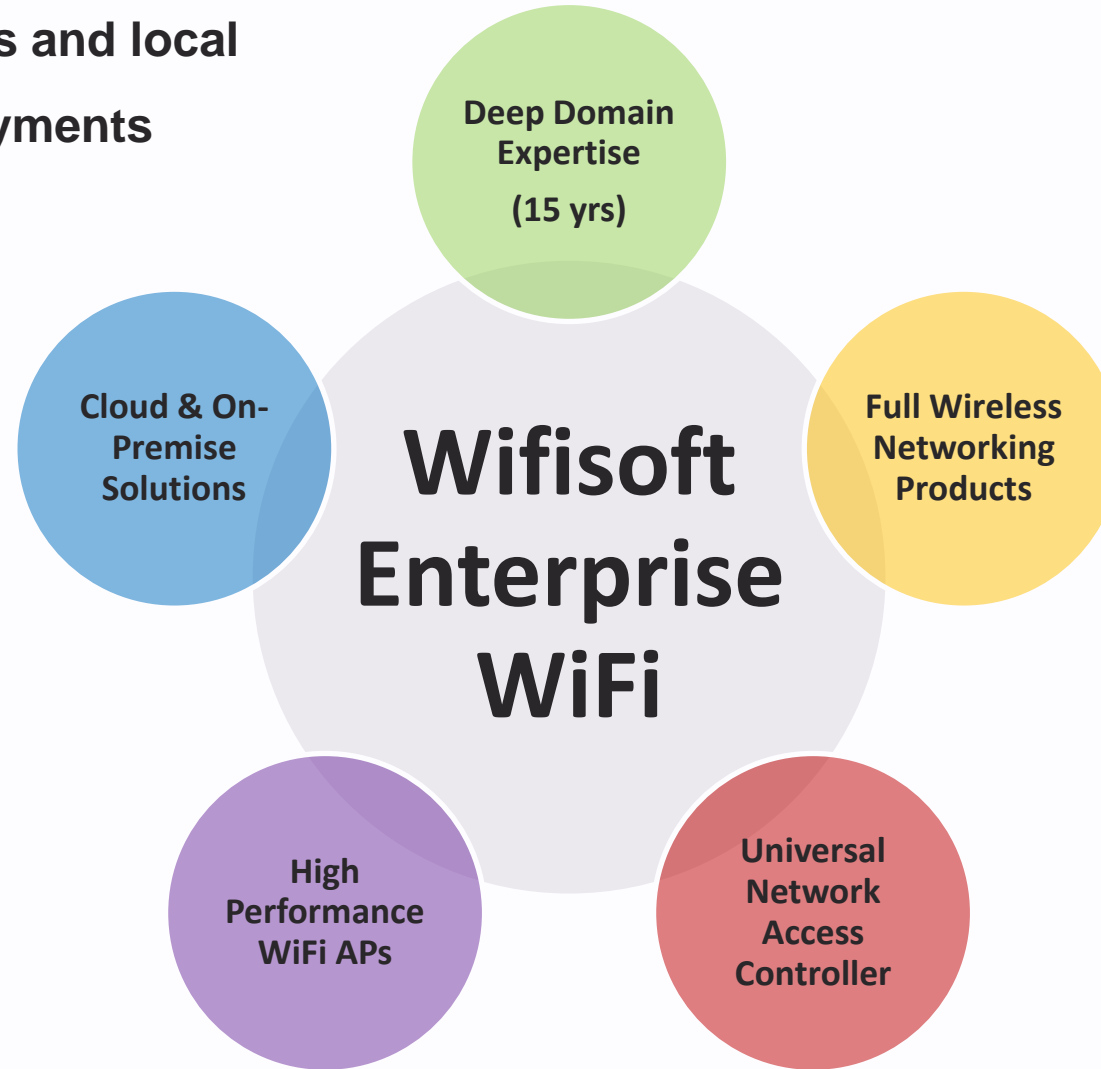 s and local
yments
Deep Domain
Expertise
(15 yrs)
Cloud & On-
Premise
Solutions
Full Wireless
Networking
Products
Wifisoft
Enterprise
WiFi
High
Performance
WiFi APs
Universal
Network
Access
Controller